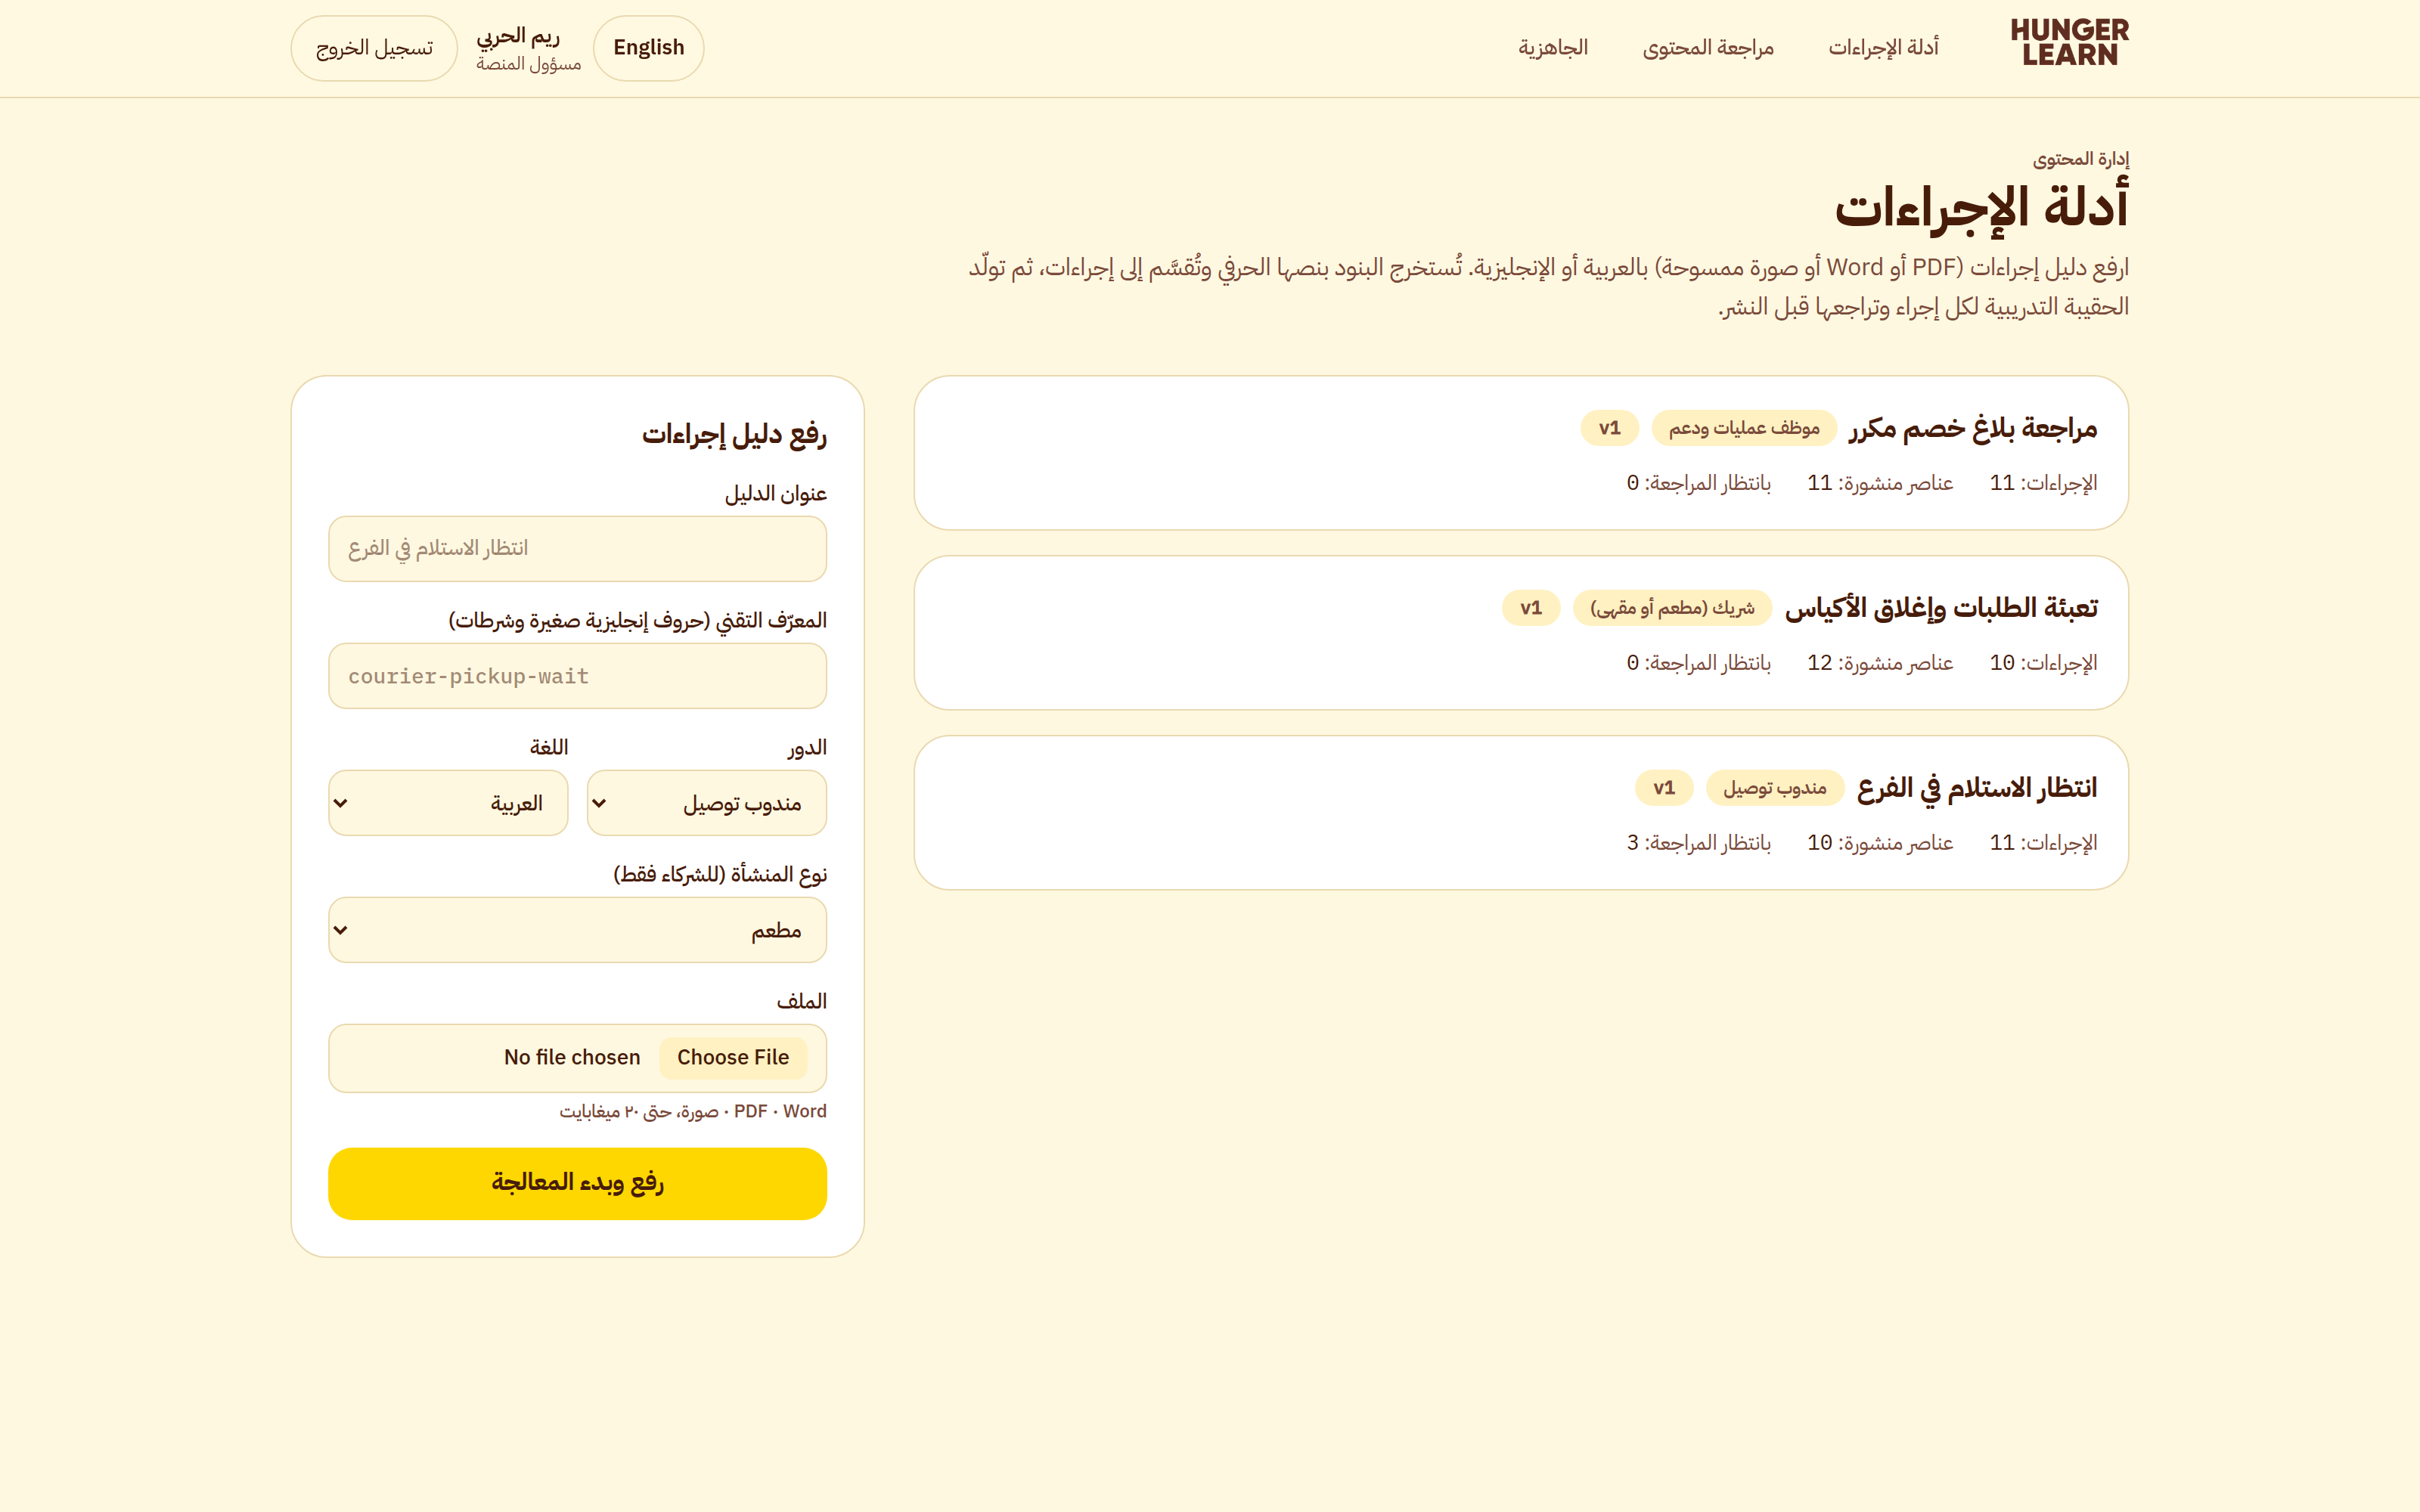 HUNGER
LEARN
أدلة الإجراءات
مراجعة المحتوى
الجاهزية
English
ريم الحربي
مسؤول المنصة
تسجيل الخروج
إدارة المحتوى
أدلة الإجراءات
ارفع دليل إجراءات (PDF أو Word أو صورة ممسوحة) بالعربية أو الإنجليزية. تُستخرج البنود بنصها الحرفي وتُقسَّم إلى إجراءات، ثم تولّد
الحقيبة التدريبية لكل إجراء وتراجعها قبل النشر.
مراجعة بلاغ خصم مكرر موظف عمليات ودعم v1
الإجراءات: 11 عناصر منشورة: 11 بانتظار المراجعة: 0
تعبئة الطلبات وإغلاق الأكياس شريك (مطعم أو مقهى) v1
الإجراءات: 10 عناصر منشورة: 12 بانتظار المراجعة: 0
انتظار الاستلام في الفرع مندوب توصيل v1
الإجراءات: 11 عناصر منشورة: 10 بانتظار المراجعة: 3
رفع دليل إجراءات
عنوان الدليل
انتظار الاستلام في الفرع
المعرّف التقني (حروف إنجليزية صغيرة وشرطات)
courier-pickup-wait
الدور اللغة
مندوب توصيل العربية
نوع المنشأة (للشركاء فقط)
مطعم
الملف
Choose File No file chosen
Word · PDF · صورة، حتى ٢٠ ميغابايت
رفع وبدء المعالجة